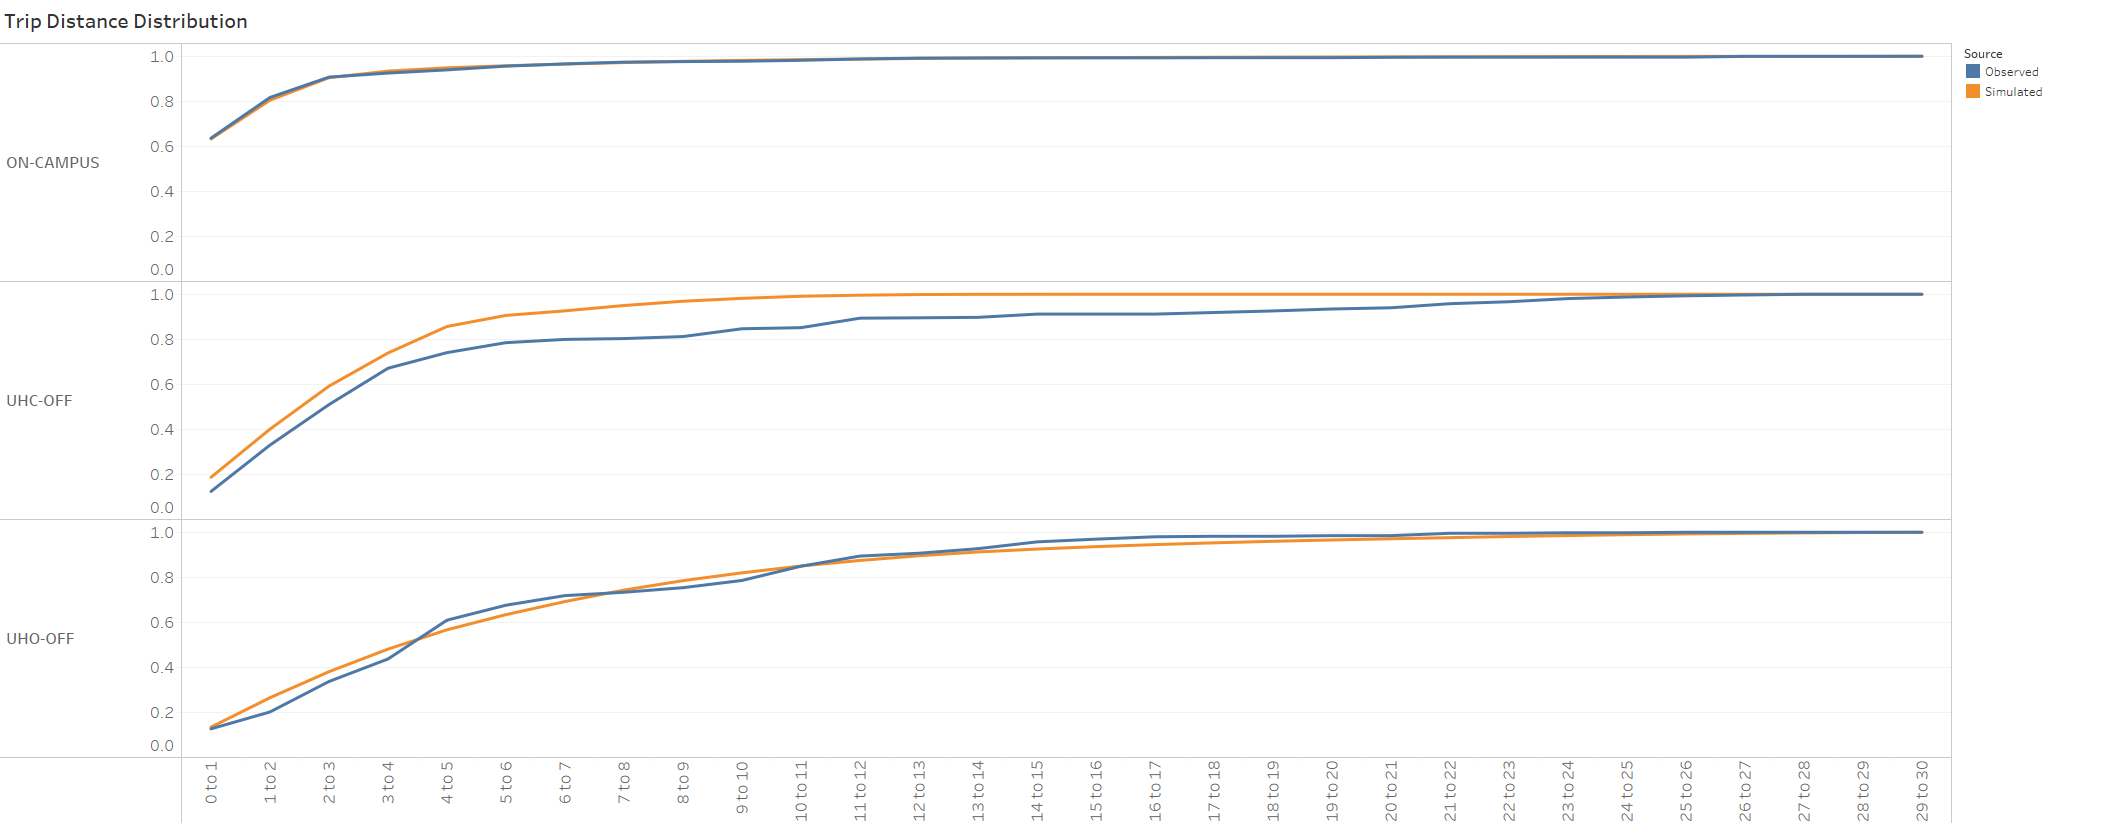 Trip Distance Distribution
Source
Observed
Simulated
ON-CAMPUS
1.0
0.8
0.6
0.4
0.2
0.0
UHC-OFF
1.0
0.8
0.6
0.4
0.2
0.0
UHO-OFF
1.0
0.8
0.6
0.4
0.2
0.0
0 to 1
1 to 2
2 to 3
3 to 4
4 to 5
5 to 6
6 to 7
7 to 8
8 to 9
9 to 10
10 to 11
11 to 12
12 to 13
13 to 14
14 to 15
15 to 16
16 to 17
17 to 18
18 to 19
19 to 20
20 to 21
21 to 22
22 to 23
23 to 24
24 to 25
25 to 26
26 to 27
27 to 28
28 to 29
29 to 30